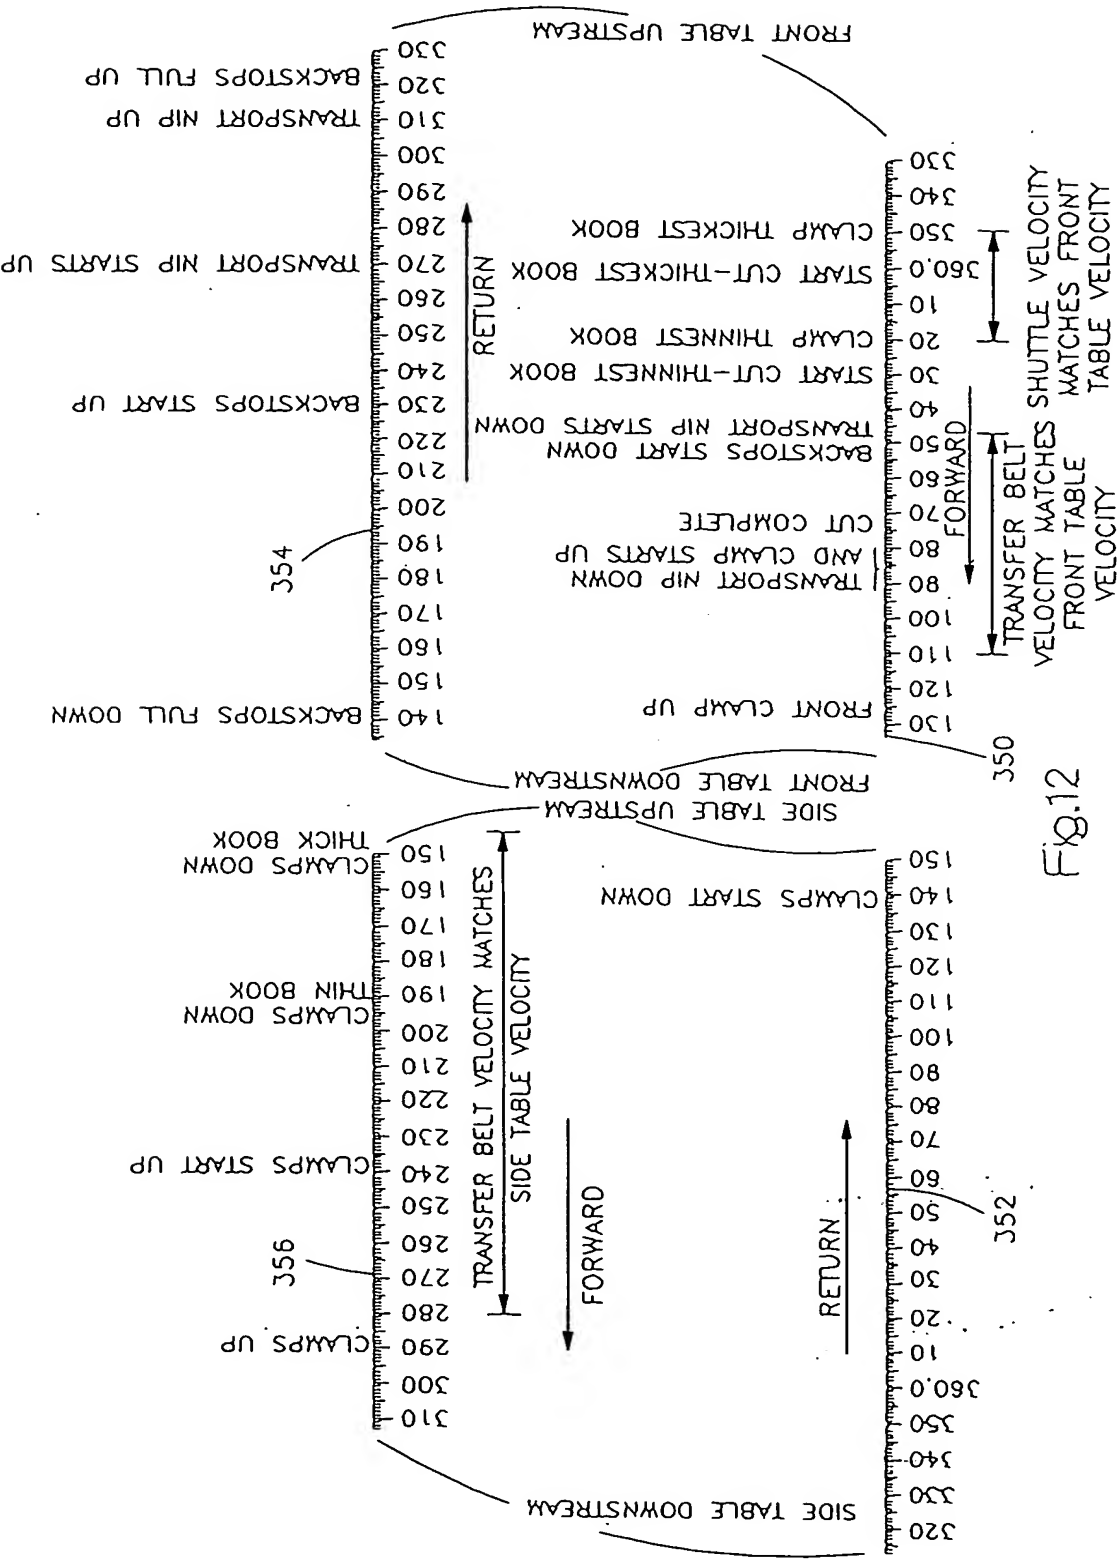 FRONT TABLE UPSTREAM
330
320
310
300
290
280
270
260
250
240
230
220
210
200
190
180
170
160
150
140
BACKSTOPS FULL UP
TRANSPORT NIP UP
TRANSPORT NIP STARTS UP
BACKSTOPS START UP
BACKSTOPS FULL DOWN
354
RETURN
330
340
350
360.0
10
20
30
40
50
60
70
80
90
100
110
120
130
CLAMP THICKEST BOOK
START CUT-THICKEST BOOK
CLAMP THINNEST BOOK
START CUT-THINNEST BOOK
TRANSPORT NIP STARTS DOWN
BACKSTOPS START DOWN
CUT COMPLETE
TRANSPORT NIP DOWN
AND CLAMP STARTS UP
FRONT CLAMP UP
FORWARD
SHUTTLE VELOCITY
MATCHES FRONT
TABLE VELOCITY
TRANSFER BELT
VELOCITY MATCHES
FRONT TABLE
VELOCITY
350
FRONT TABLE DOWNSTREAM
SIDE TABLE UPSTREAM
150
160
170
180
190
200
210
220
230
240
250
260
270
280
290
300
310
THICK BOOK
CLAMPS DOWN
THIN BOOK
CLAMPS DOWN
CLAMPS START UP
CLAMPS UP
356
TRANSFER BELT VELOCITY MATCHES
SIDE TABLE VELOCITY
FORWARD
150
140
130
120
110
100
90
80
70
60
50
40
30
20
10
360.0
350
340
330
320
CLAMPS START DOWN
RETURN
352
SIDE TABLE DOWNSTREAM
Fig.12